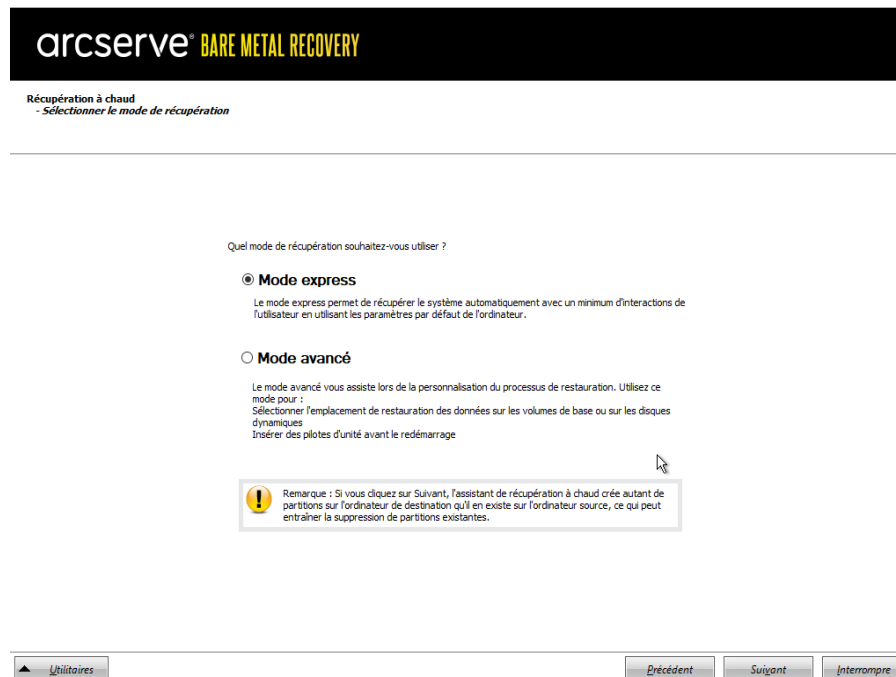 arcserve® BARE METAL RECOVERY
Récupération à chaud
- Sélectionner le mode de récupération
Quel mode de récupération souhaitez-vous utiliser ?
Mode express
Le mode express permet de récupérer le système automatiquement avec un minimum d'interactions de
l'utilisateur en utilisant les paramètres par défaut de l'ordinateur.
Mode avancé
Le mode avancé vous assiste lors de la personnalisation du processus de restauration. Utilisez ce
mode pour :
Sélectionner l'emplacement de restauration des données sur les volumes de base ou sur les disques
dynamiques
Insérer des pilotes d'unité avant le redémarrage
Remarque : Si vous cliquez sur Suivant, l'assistant de récupération à chaud crée autant de
partitions sur l'ordinateur de destination qu'il en existe sur l'ordinateur source, ce qui peut
entraîner la suppression de partitions existantes.
Utilitaires
Précédent
Suivant
Interrompre